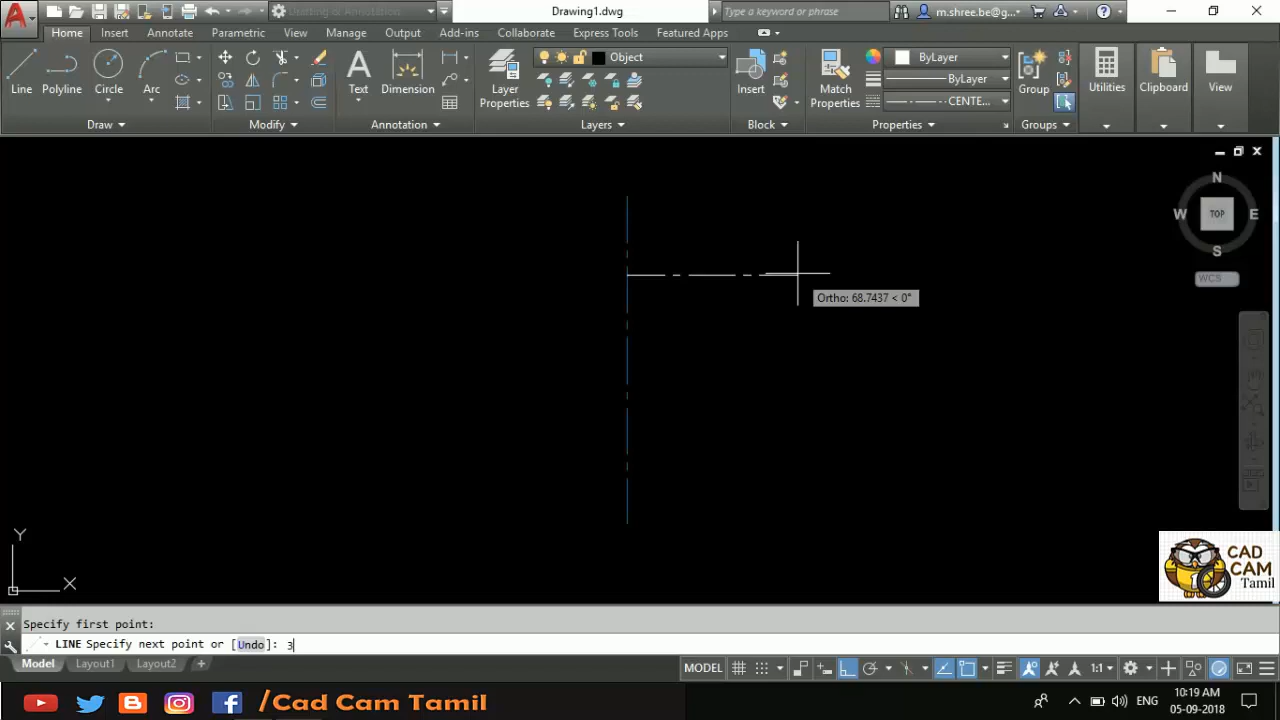 Drafting & Annotation
Drawing1.dwg
Type a keyword or phrase
m.shree.be@g...
Home
Insert
Annotate
Parametric
View
Manage
Output
Add-ins
Collaborate
Express Tools
Featured Apps
Line
Polyline
Circle
Arc
Text
Dimension
Layer
Properties
Object
Insert
Match
Properties
ByLayer
ByLayer
CENTE...
Group
Utilities
Clipboard
View
Draw
Modify
Annotation
Layers
Block
Properties
Groups
N
W
TOP
E
S
WCS
Ortho: 68.7437 < 0°
Y
X
CAD
CAM
Tamil
Specify first point:
LINE Specify next point or [Undo]: 3
Model
Layout1
Layout2
+
MODEL
1:1
/Cad Cam Tamil
ENG
10:19 AM
05-09-2018